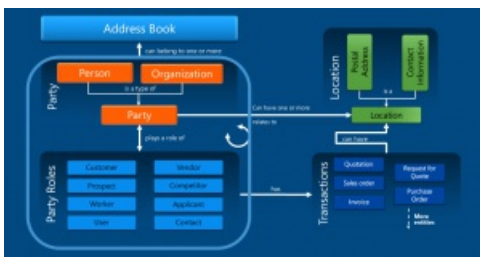 Address Book
can belong to one or more
Person
Organization
Party
is a type of
Party
plays a role of
Can have one or more
relates to
Location
Postal
Address
Contact
Information
is a
Location
can have
Party Roles
Customer
Vendor
Prospect
Competitor
Worker
Applicant
User
Contact
has
Transactions
Quotation
Request for
Quote
Sales order
Purchase
Order
Invoice
More
entities